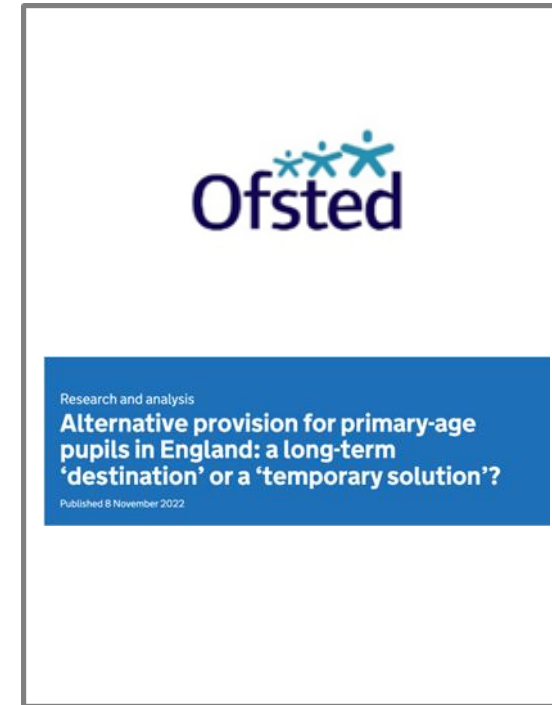 Ofsted
Research and analysis
Alternative provision for primary-age
pupils in England: a long-term
‘destination’ or a ‘temporary solution’?
Published 8 November 2022